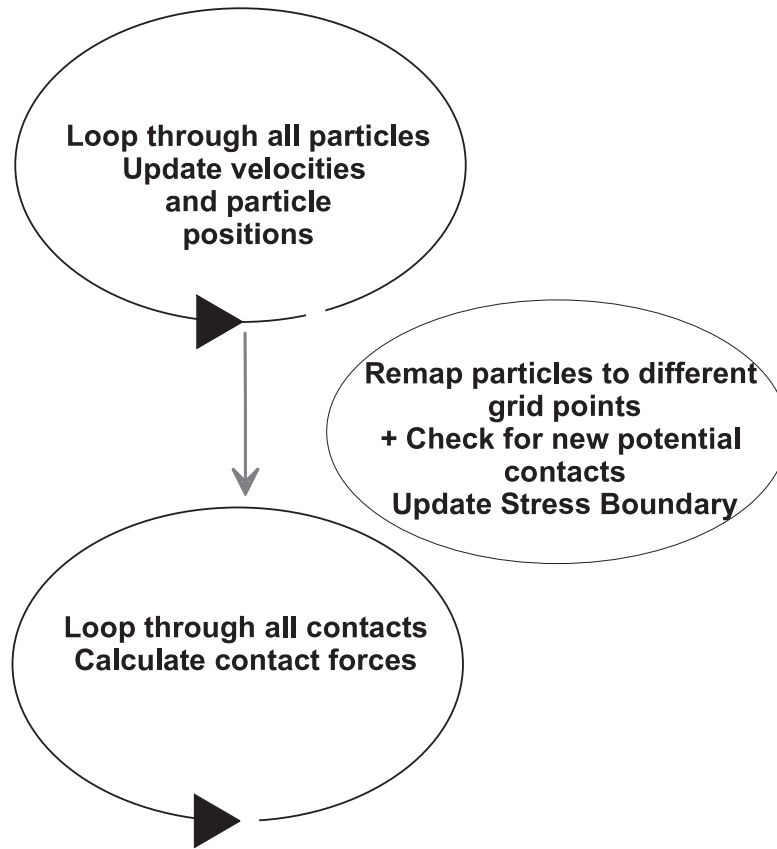 Loop through all particles
Update velocities
and particle
positions
Remap particles to different
grid points
+ Check for new potential
contacts
Update Stress Boundary
Loop through all contacts
Calculate contact forces